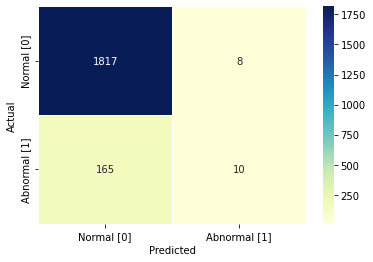 Actual
Normal [0]
Abnormal [1]
1817
8
165
10
Normal [0]
Abnormal [1]
Predicted
1750
1500
1250
1000
750
500
250